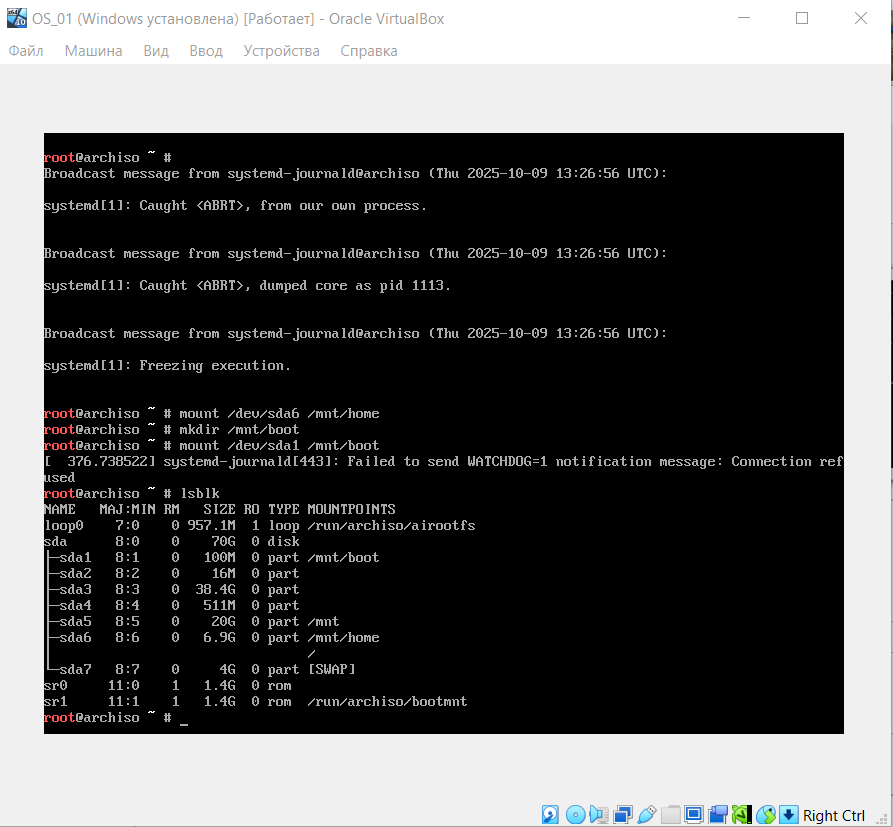 OS_01 (Windows установлена) [Работает] - Oracle VirtualBox
Файл Машина Вид Ввод Устройства Справка
root@archiso ~ #
Broadcast message from systemd-journald@archiso (Thu 2025-10-09 13:26:56 UTC):
systemd[1]: Caught <ABRT>, from our own process.
Broadcast message from systemd-journald@archiso (Thu 2025-10-09 13:26:56 UTC):
systemd[1]: Caught <ABRT>, dumped core as pid 1113.
Broadcast message from systemd-journald@archiso (Thu 2025-10-09 13:26:56 UTC):
systemd[1]: Freezing execution.
root@archiso ~ # mount /dev/sda6 /mnt/home
root@archiso ~ # mkdir /mnt/boot
root@archiso ~ # mount /dev/sda1 /mnt/boot
[  376.738522] systemd-journald[443]: Failed to send WATCHDOG=1 notification message: Connection ref
used
root@archiso ~ # lsblk
NAME   MAJ:MIN RM   SIZE RO TYPE MOUNTPOINTS
loop0    7:0    0 957.1M  1 loop /run/archiso/airootfs
sda      8:0    0    70G  0 disk
├─sda1   8:1    0   100M  0 part /mnt/boot
├─sda2   8:2    0    16M  0 part
├─sda3   8:3    0  38.4G  0 part
├─sda4   8:4    0   511M  0 part
├─sda5   8:5    0    20G  0 part /mnt
├─sda6   8:6    0   6.9G  0 part /mnt/home
│                                /
└─sda7   8:7    0     4G  0 part [SWAP]
sr0     11:0    1   1.4G  0 rom
sr1     11:1    1   1.4G  0 rom  /run/archiso/bootmnt
root@archiso ~ # _
Right Ctrl